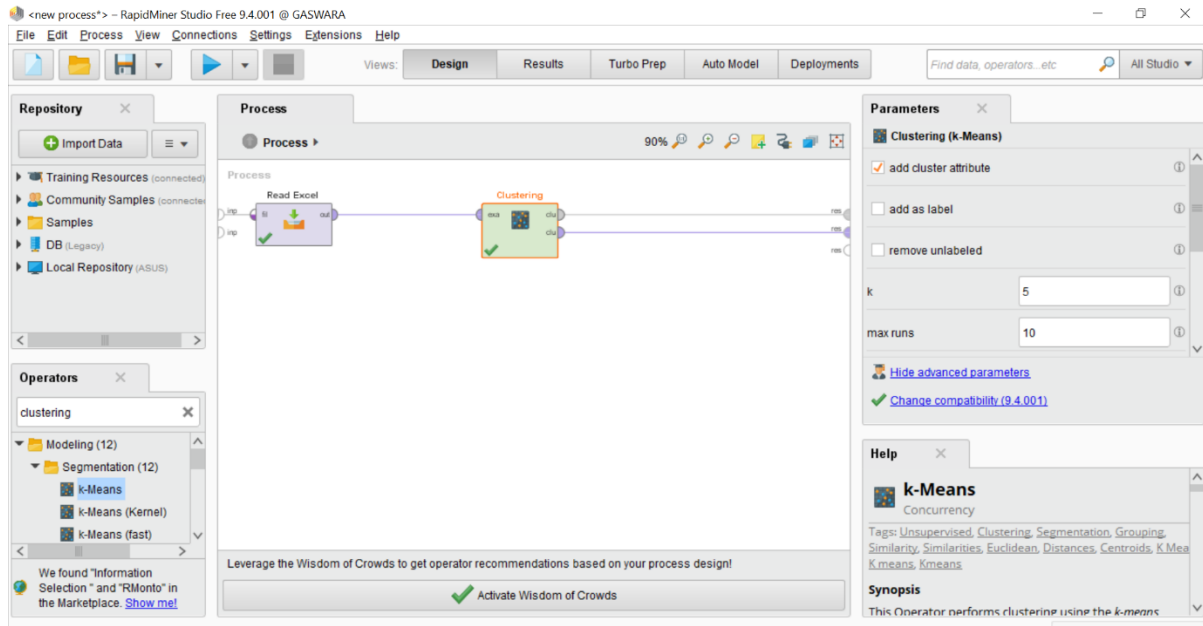 <new process*> – RapidMiner Studio Free 9.4.001 @ GASWARA
File Edit Process View Connections Settings Extensions Help
Views: Design Results Turbo Prep Auto Model Deployments Find data, operators...etc All Studio
Repository
Import Data
Training Resources (connected)
Community Samples (connected
Samples
DB (Legacy)
Local Repository (ASUS)
Operators
clustering
Modeling (12)
Segmentation (12)
k-Means
k-Means (Kernel)
k-Means (fast)
We found "Information
Selection " and "RMonto" in
the Marketplace. Show me!
Process
Process
90%
Process
Read Excel
Clustering
inp fil out exa clu res
inp clu res
res
Leverage the Wisdom of Crowds to get operator recommendations based on your process design!
Activate Wisdom of Crowds
Parameters
Clustering (k-Means)
add cluster attribute
add as label
remove unlabeled
k 5
max runs 10
Hide advanced parameters
Change compatibility (9.4.001)
Help
k-Means
Concurrency
Tags: Unsupervised, Clustering, Segmentation, Grouping,
Similarity, Similarities, Euclidean, Distances, Centroids, K Mea
K means, Kmeans
Synopsis
This Operator performs clustering using the k-means